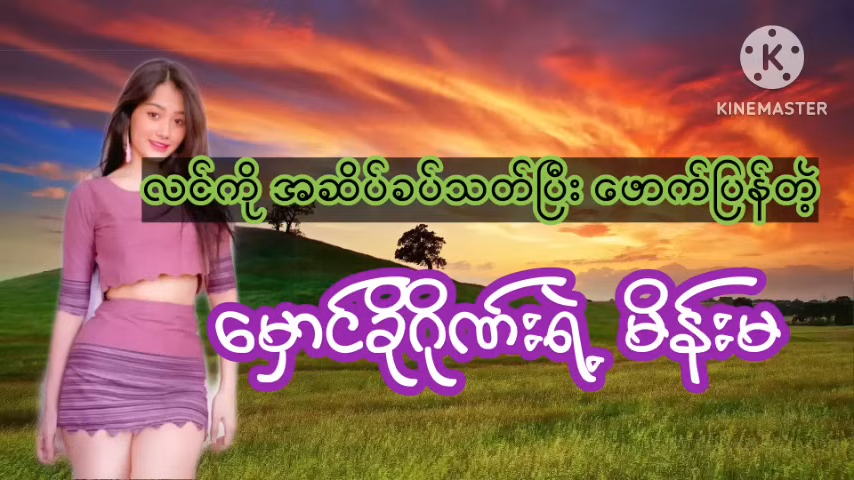 KINEMASTER
လင်ကို အဆိပ်ခပ်သတ်ပြီး ဖောက်ပြန်တဲ့
မှောင်ခိုဂိုဏ်းရဲ့ မိန်းမ